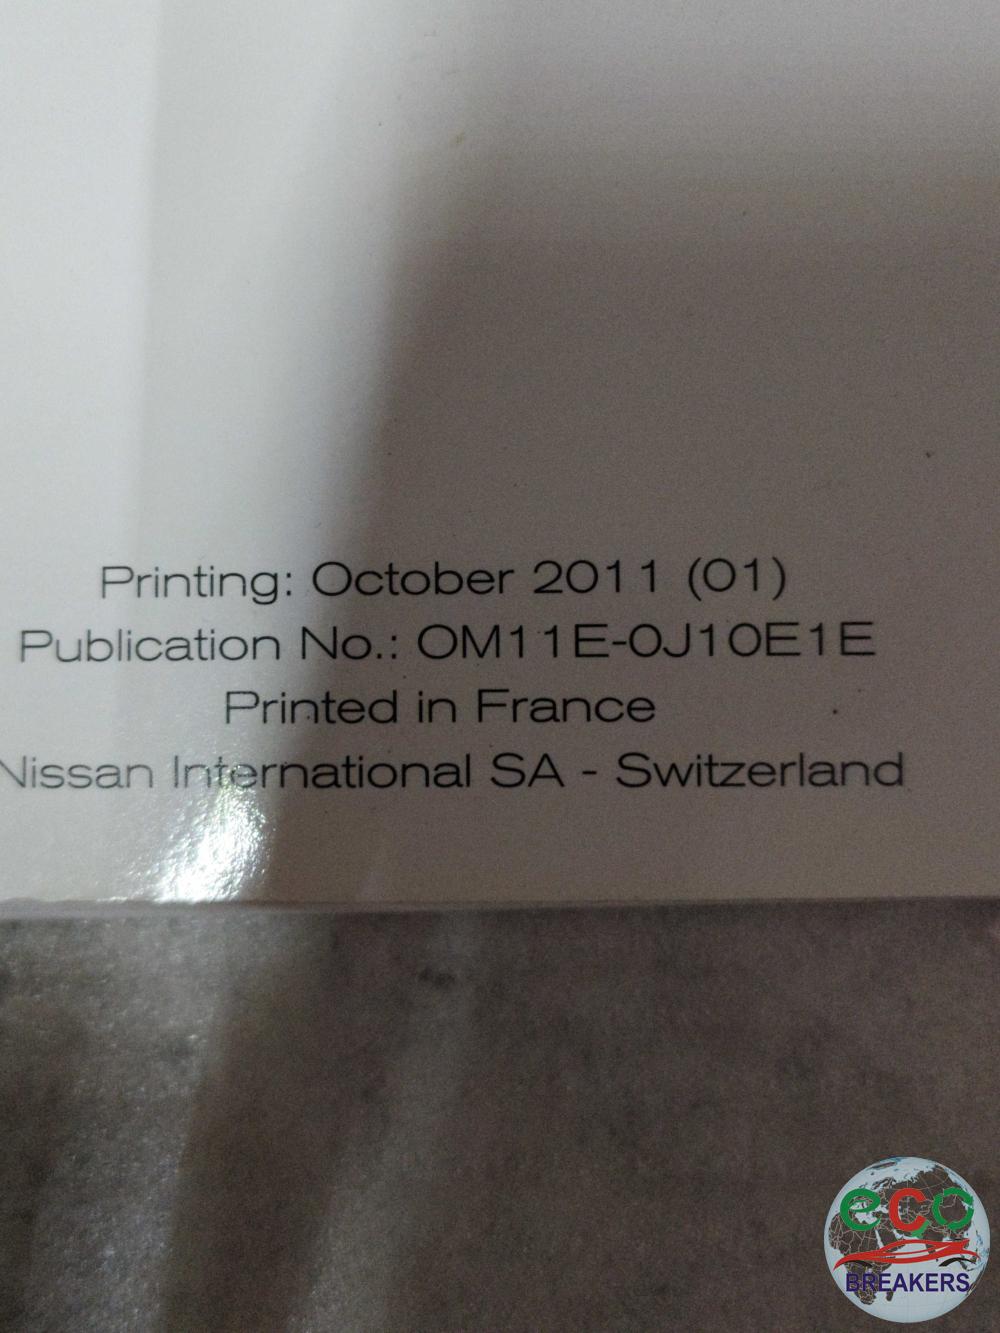 Printing: October 2011 (01)
Publication No.: OM11E-0J10E1E
Printed in France
Nissan International SA - Switzerland
eco
BREAKERS